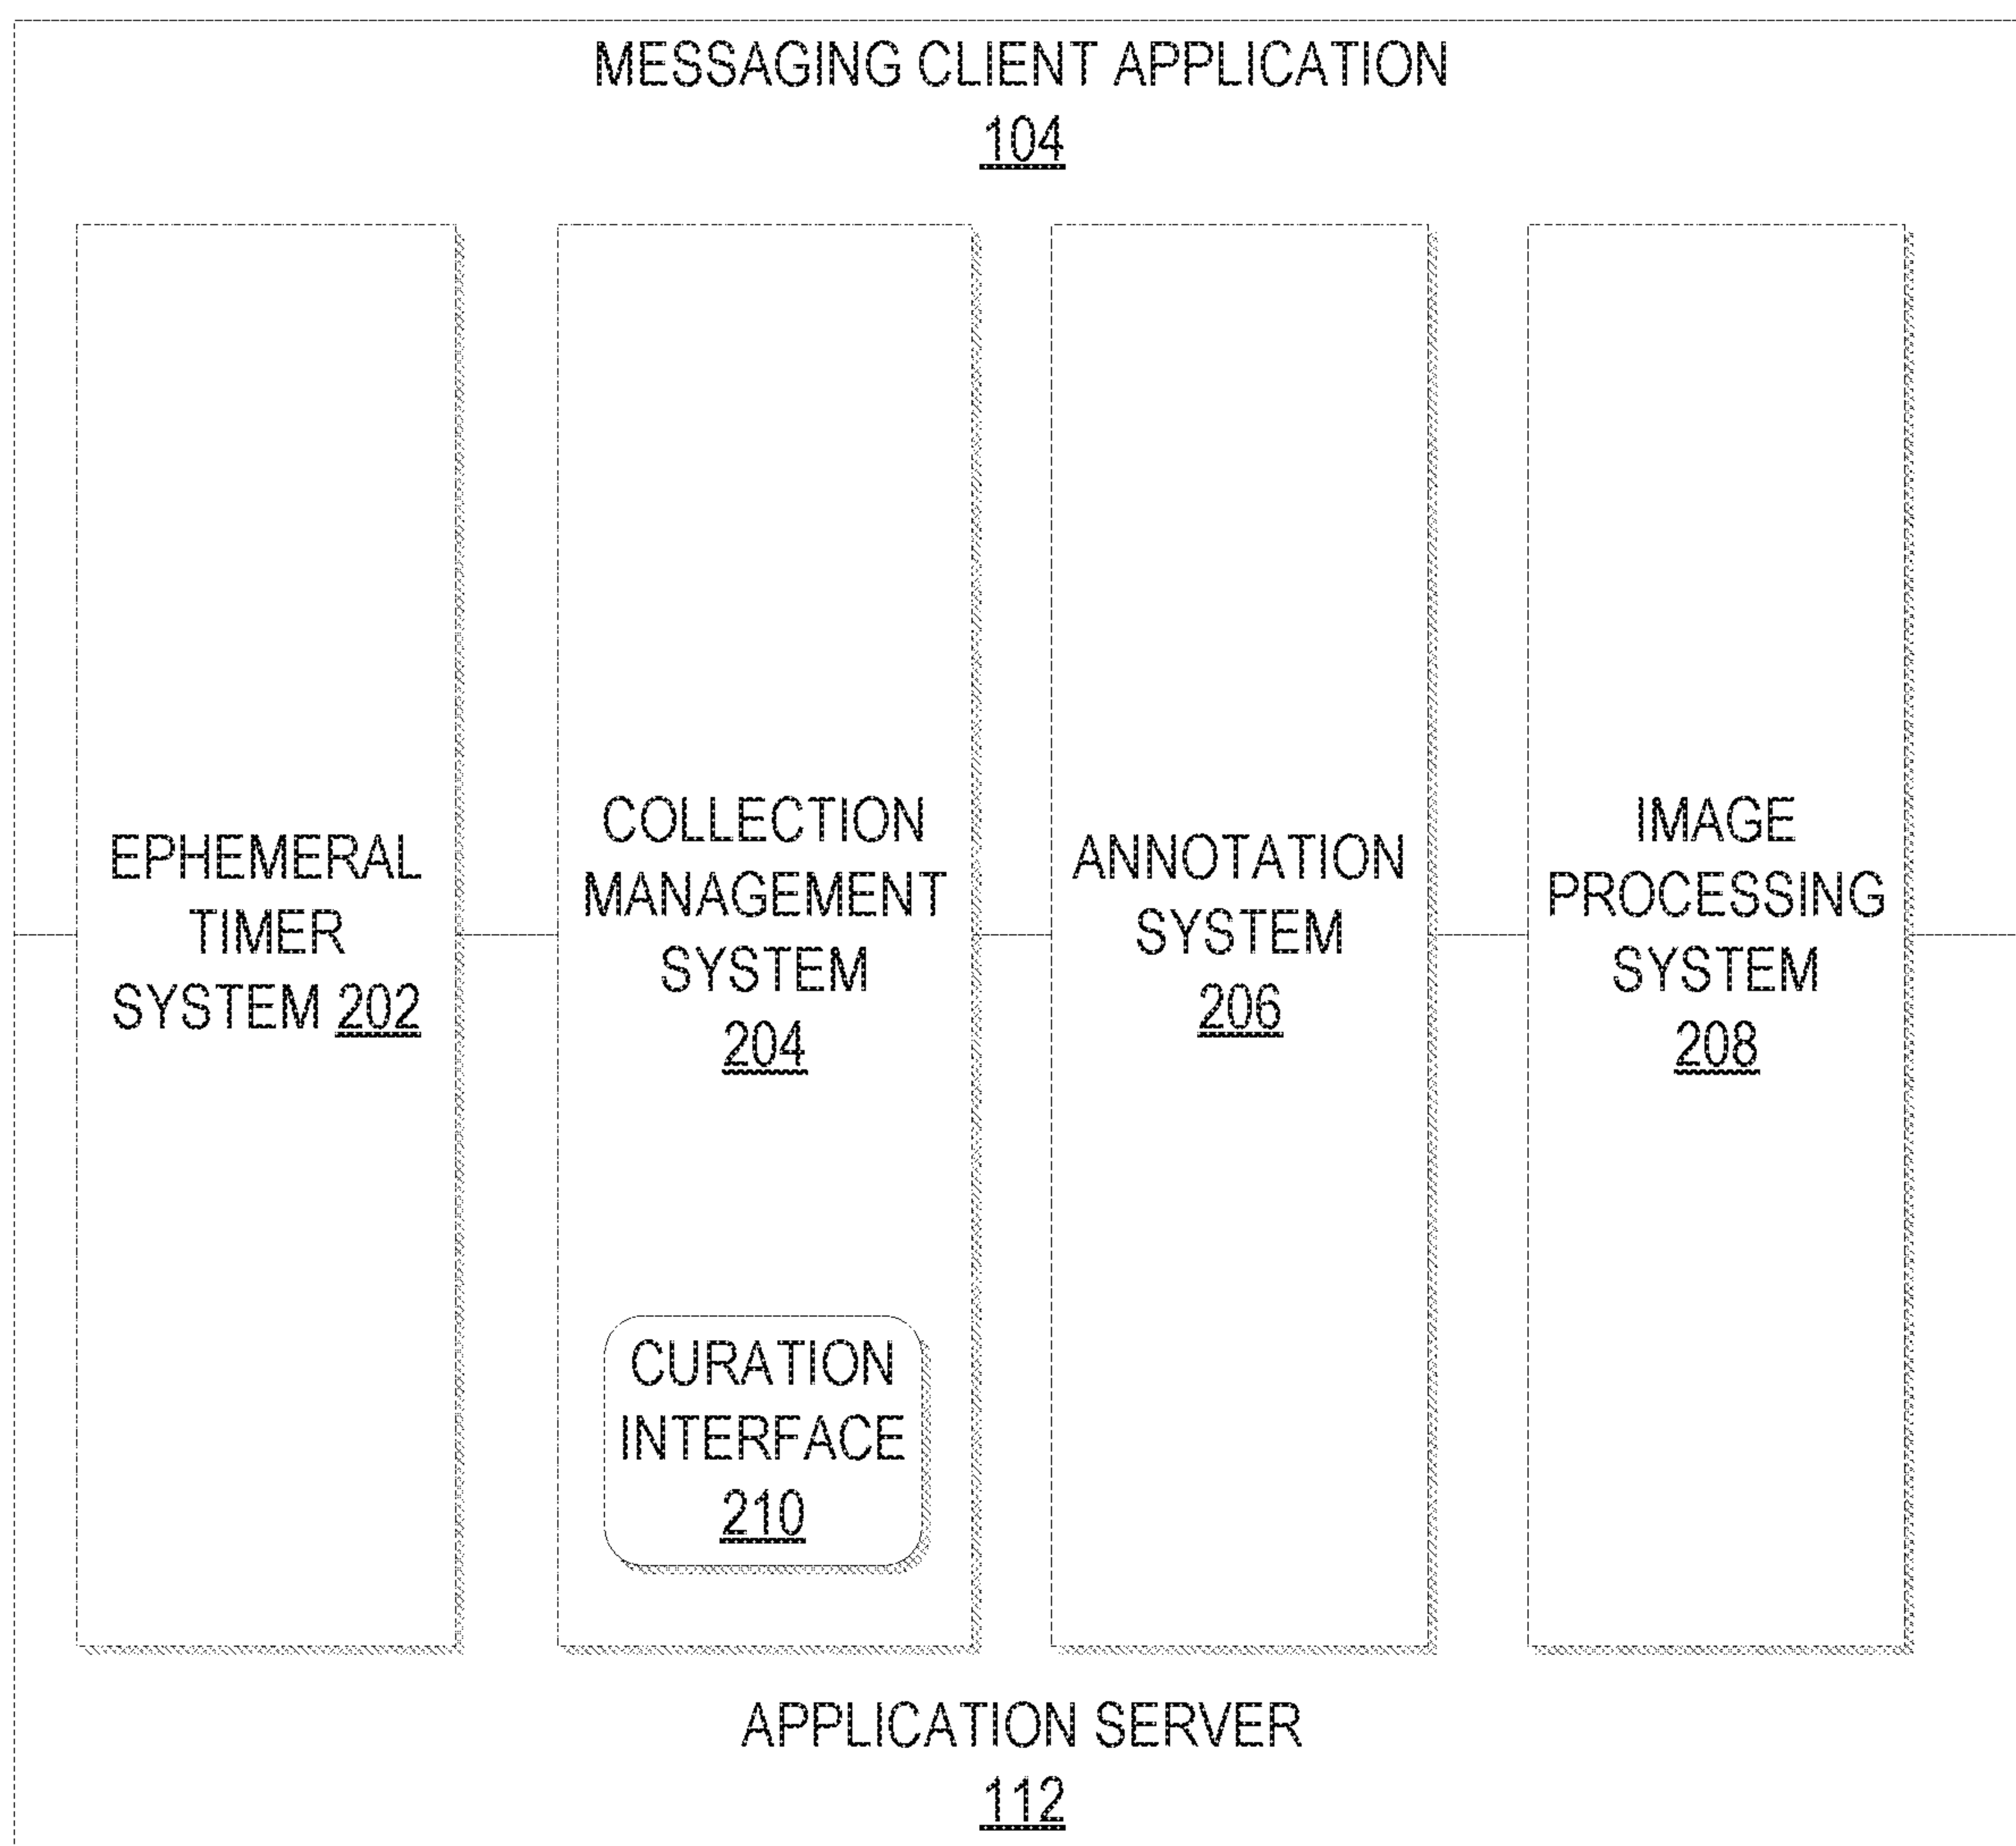 MESSAGING CLIENT APPLICATION
104
EPHEMERAL
TIMER
SYSTEM 202
COLLECTION
MANAGEMENT
SYSTEM
204
CURATION
INTERFACE
210
ANNOTATION
SYSTEM
206
IMAGE
PROCESSING
SYSTEM
208
APPLICATION SERVER
112